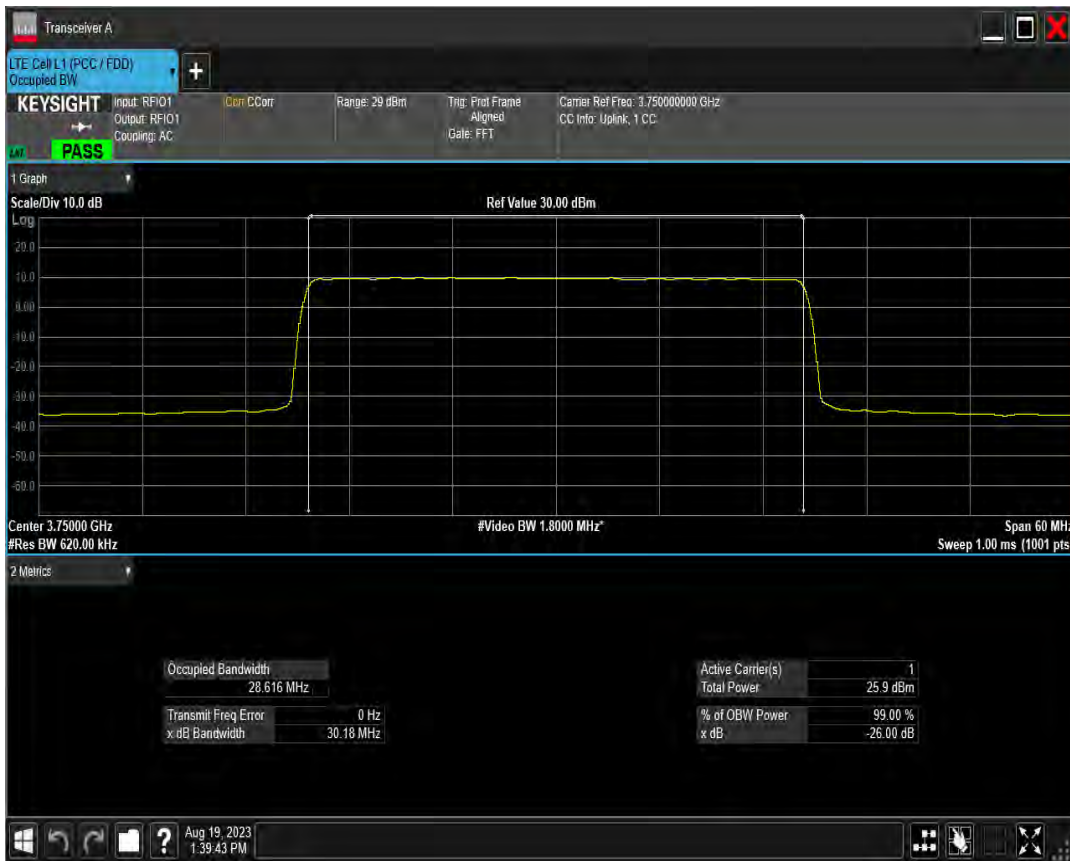 Transceiver A
LTE Cell L1 (PCC / FDD)
Occupied BW
+
KEYSIGHT
Input: RFIO1
Output: RFIO1
Coupling: AC
Corr CCorr
Range: 29 dBm
Trig: Prot Frame
Aligned
Gate: FFT
Carrier Ref Freq: 3.750000000 GHz
CC Info: Uplink, 1 CC
PASS
1 Graph
Scale/Div 10.0 dB
Ref Value 30.00 dBm
Log
20.0
10.0
0.00
-10.0
-20.0
-30.0
-40.0
-50.0
-60.0
Center 3.75000 GHz
#Video BW 1.8000 MHz*
Span 60 MHz
#Res BW 620.00 kHz
Sweep 1.00 ms (1001 pts
2 Metrics
Occupied Bandwidth
28.616 MHz
Transmit Freq Error 0 Hz
x dB Bandwidth 30.18 MHz
Active Carrier(s) 1
Total Power 25.9 dBm
% of OBW Power 99.00 %
x dB -26.00 dB
?
Aug 19, 2023
1:39:43 PM